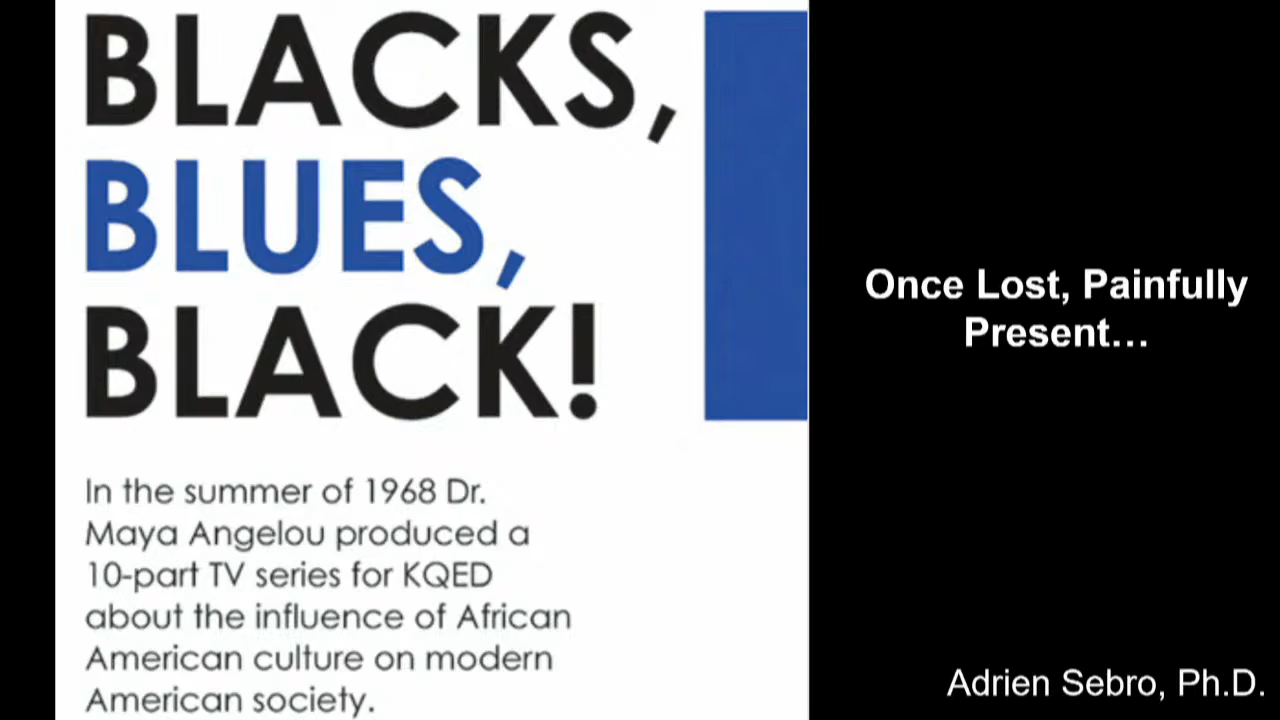 BLACKS,
BLUES,
BLACK!
In the summer of 1968 Dr.
Maya Angelou produced a
10-part TV series for KQED
about the influence of African
American culture on modern
American society.
Once Lost, Painfully
Present…
Adrien Sebro, Ph.D.